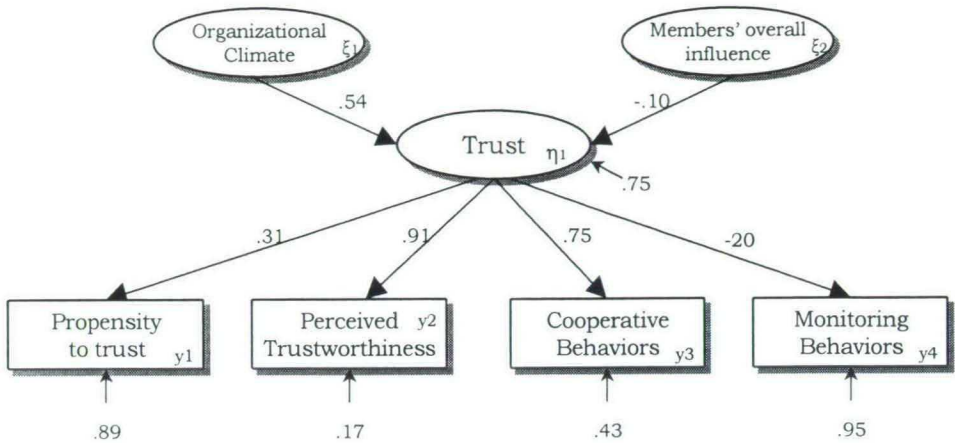 Organizational
Climate ξ1
Members' overall
influence ξ2
.54
-.10
Trust η1
.75
.31
.91
.75
-20
Propensity
to trust y1
Perceived y2
Trustworthiness
Cooperative
Behaviors y3
Monitoring
Behaviors y4
.89
.17
.43
.95